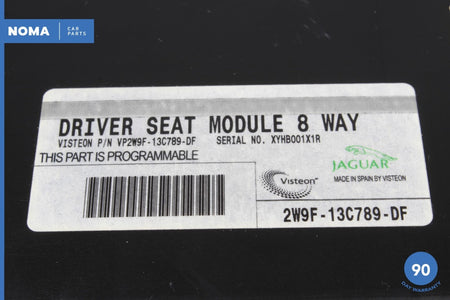 NOMA CAR PARTS
DRIVER SEAT MODULE 8 WAY
VISTEON P/N VP2W9F-13C789-DF SERIAL NO. XYHB001X1R
THIS PART IS PROGRAMMABLE
Visteon
JAGUAR
MADE IN SPAIN BY VISTEON
2W9F-13C789-DF
90
DAY WARRANTY